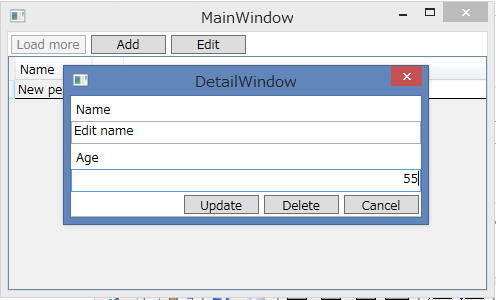 MainWindow
Load more Add Edit
Name
New pe
DetailWindow
Name
Edit name
Age
55
Update Delete Cancel